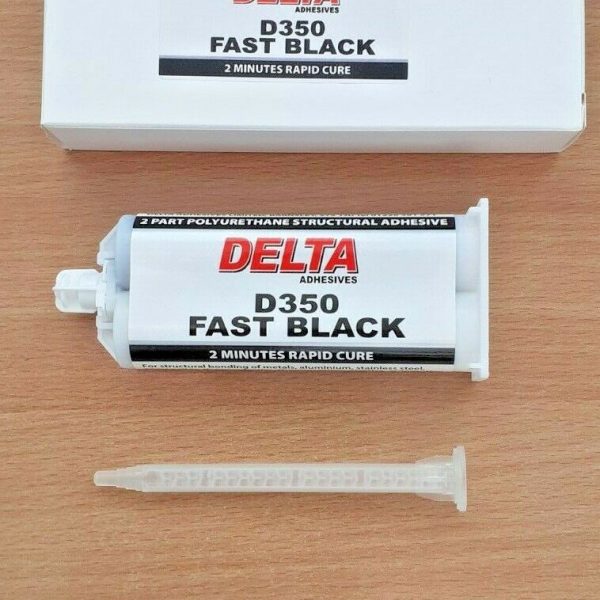 DELTA
ADHESIVES
D350
FAST BLACK
2 MINUTES RAPID CURE
2 PART POLYURETHANE STRUCTURAL ADHESIVE
DELTA
ADHESIVES
D350
FAST BLACK
2 MINUTES RAPID CURE
For structural bonding of metals, aluminium, stainless steel,